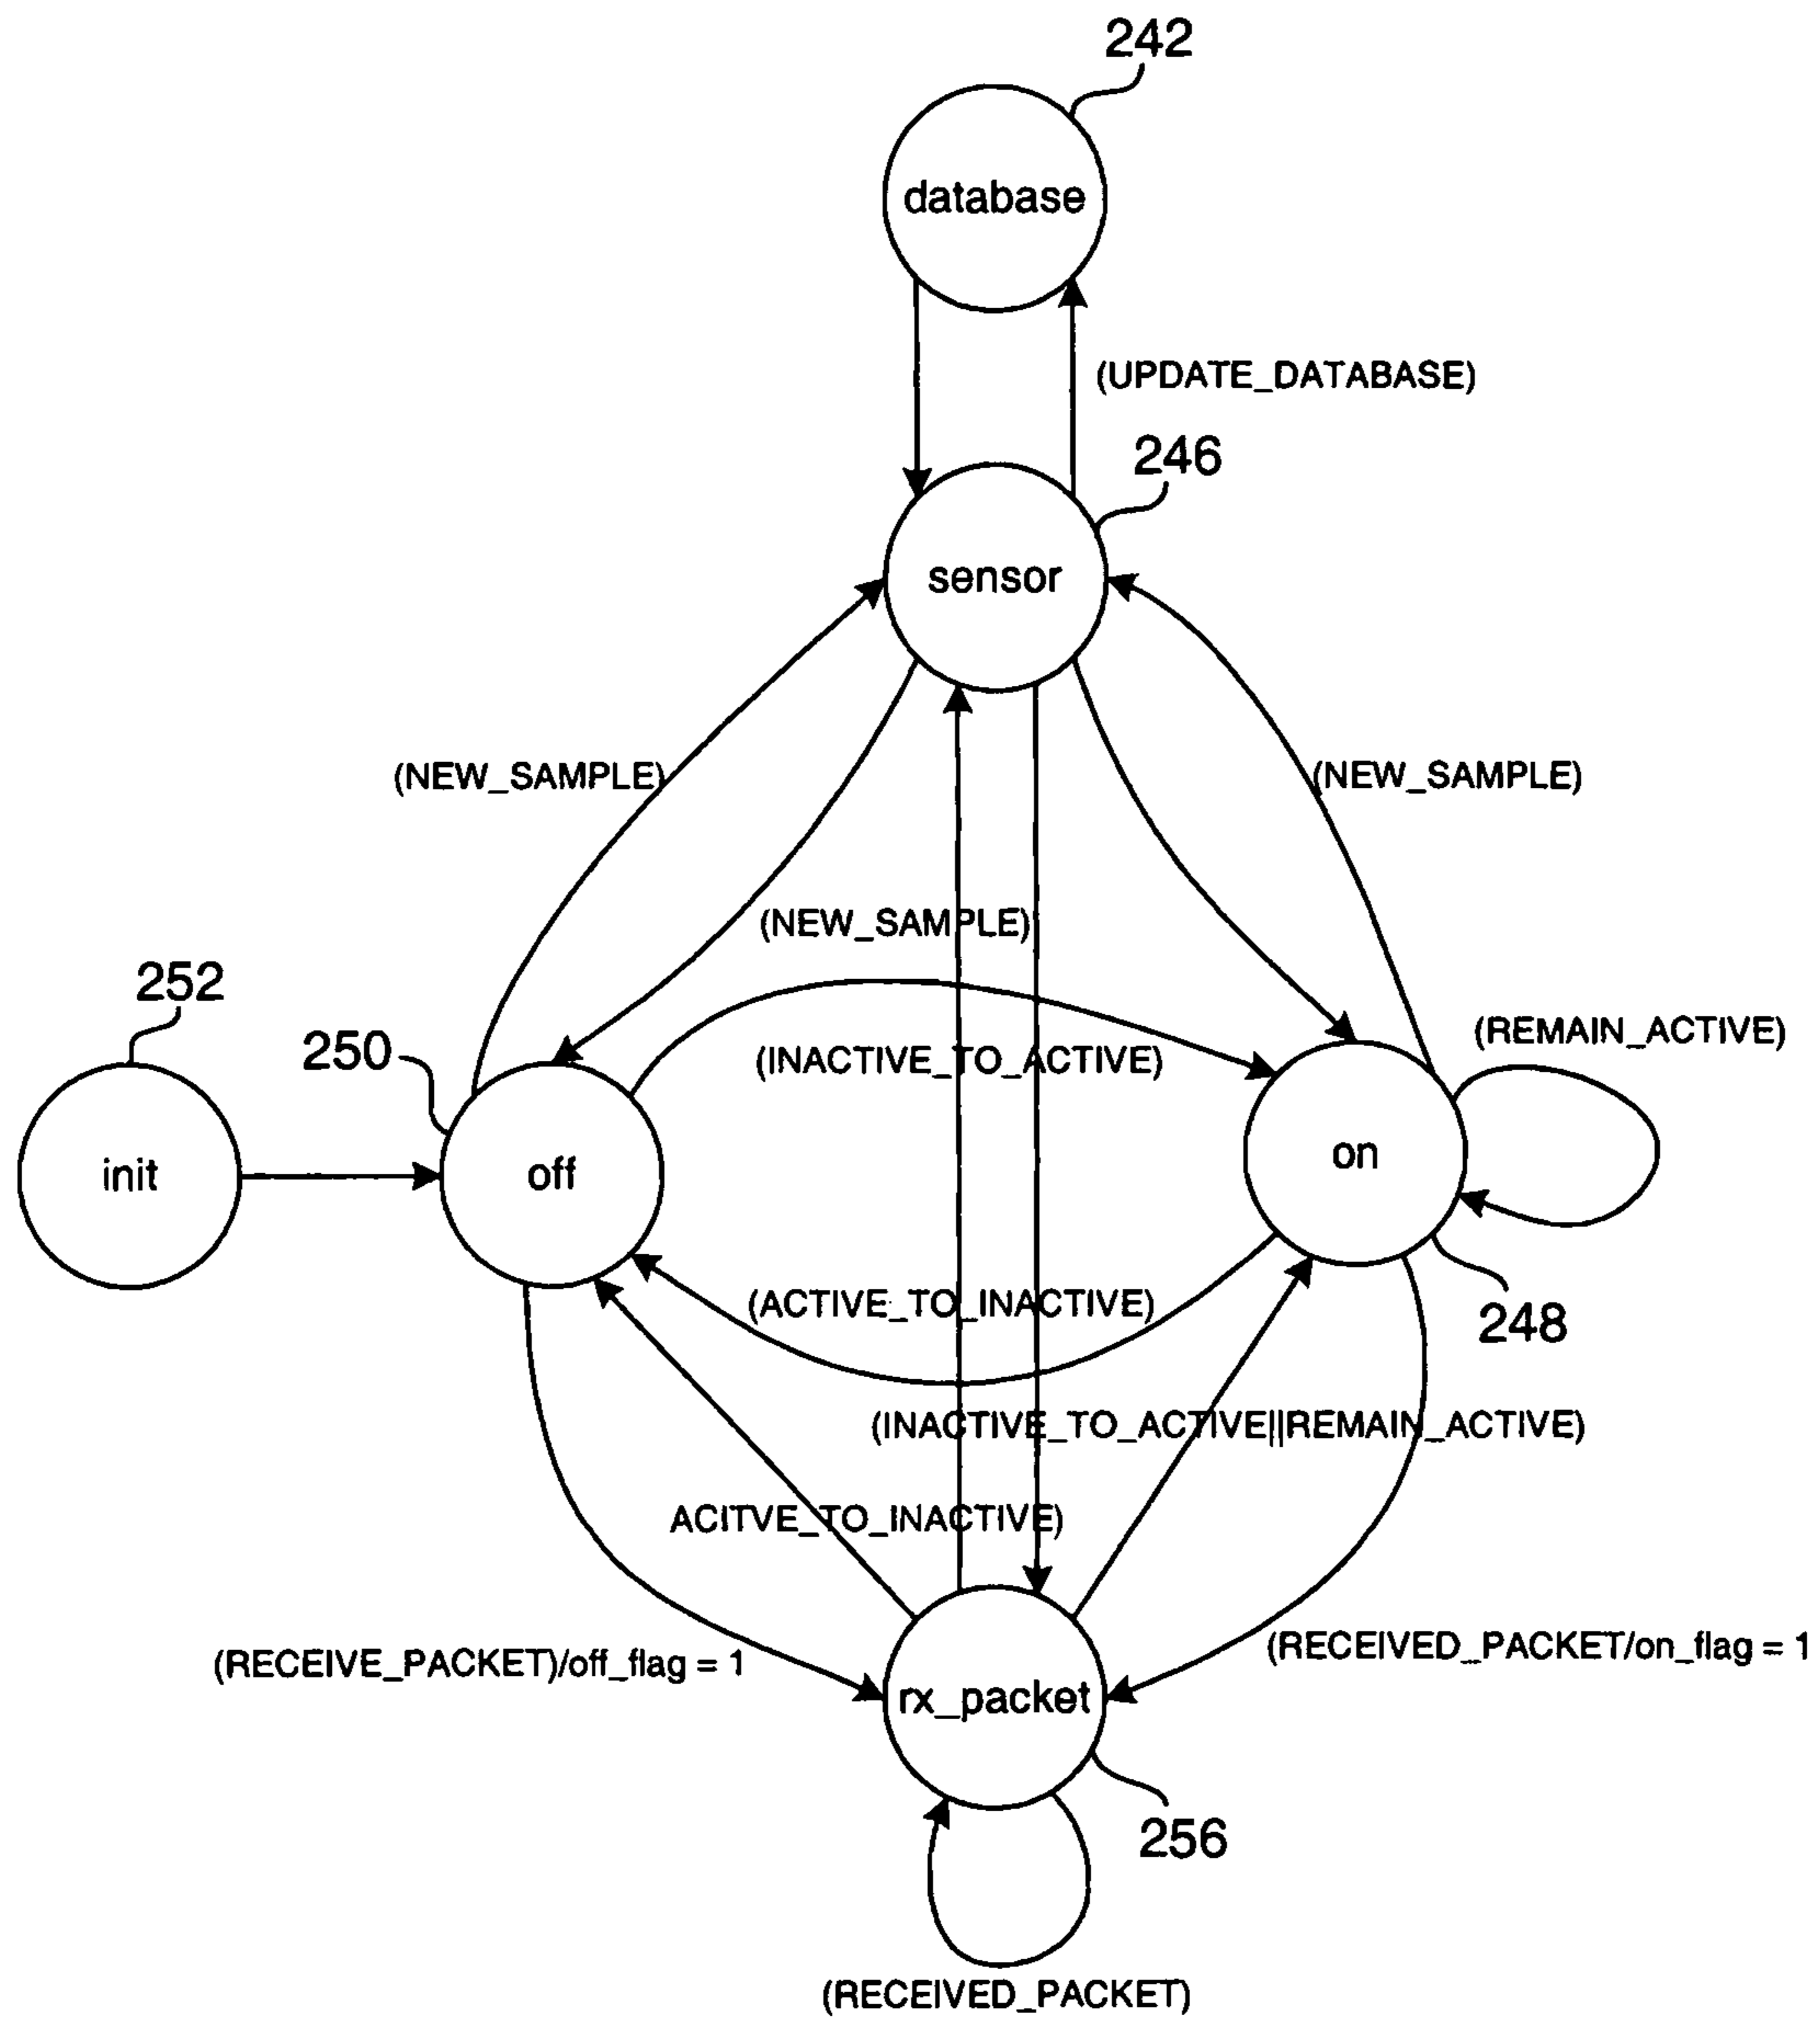 242
database
(UPDATE_DATABASE)
246
sensor
(NEW_SAMPLE)
(NEW_SAMPLE)
(NEW_SAMPLE)
252
250
(REMAIN_ACTIVE)
(INACTIVE_TO_ACTIVE)
init
off
on
(ACTIVE_TO_INACTIVE)
248
(INACTIVE_TO_ACTIVE||REMAIN_ACTIVE)
ACITVE_TO_INACTIVE)
(RECEIVE_PACKET)/off_flag = 1
(RECEIVED_PACKET/on_flag = 1
rx_packet
256
(RECEIVED_PACKET)